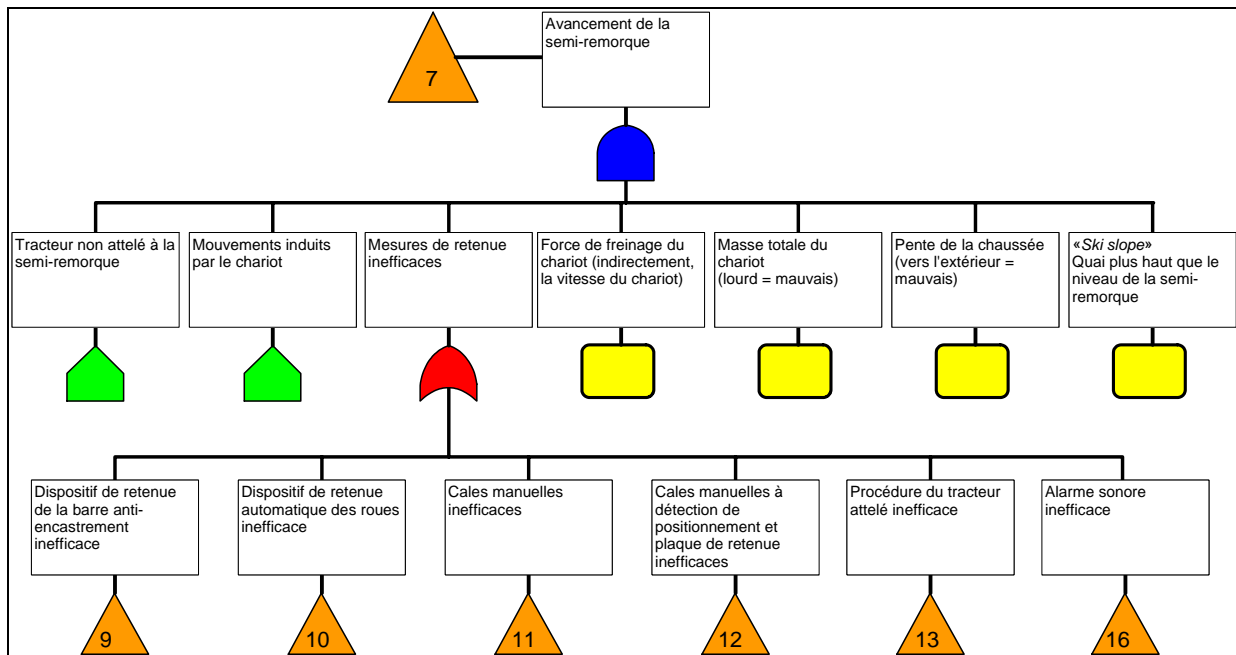 Avancement de la
semi-remorque
7
Tracteur non attelé à la
semi-remorque
Mouvements induits
par le chariot
Mesures de retenue
inefficaces
Force de freinage du
chariot (indirectement,
la vitesse du chariot)
Masse totale du
chariot
(lourd = mauvais)
Pente de la chaussée
(vers l'extérieur =
mauvais)
«Ski slope»
Quai plus haut que le
niveau de la semi-
remorque
Dispositif de retenue
de la barre anti-
encastrement
inefficace
Dispositif de retenue
automatique des roues
inefficace
Cales manuelles
inefficaces
Cales manuelles à
détection de
positionnement et
plaque de retenue
inefficaces
Procédure du tracteur
attelé inefficace
Alarme sonore
inefficace
9
10
11
12
13
16